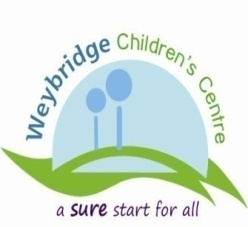 Weybridge Children's Centre
a sure start for all